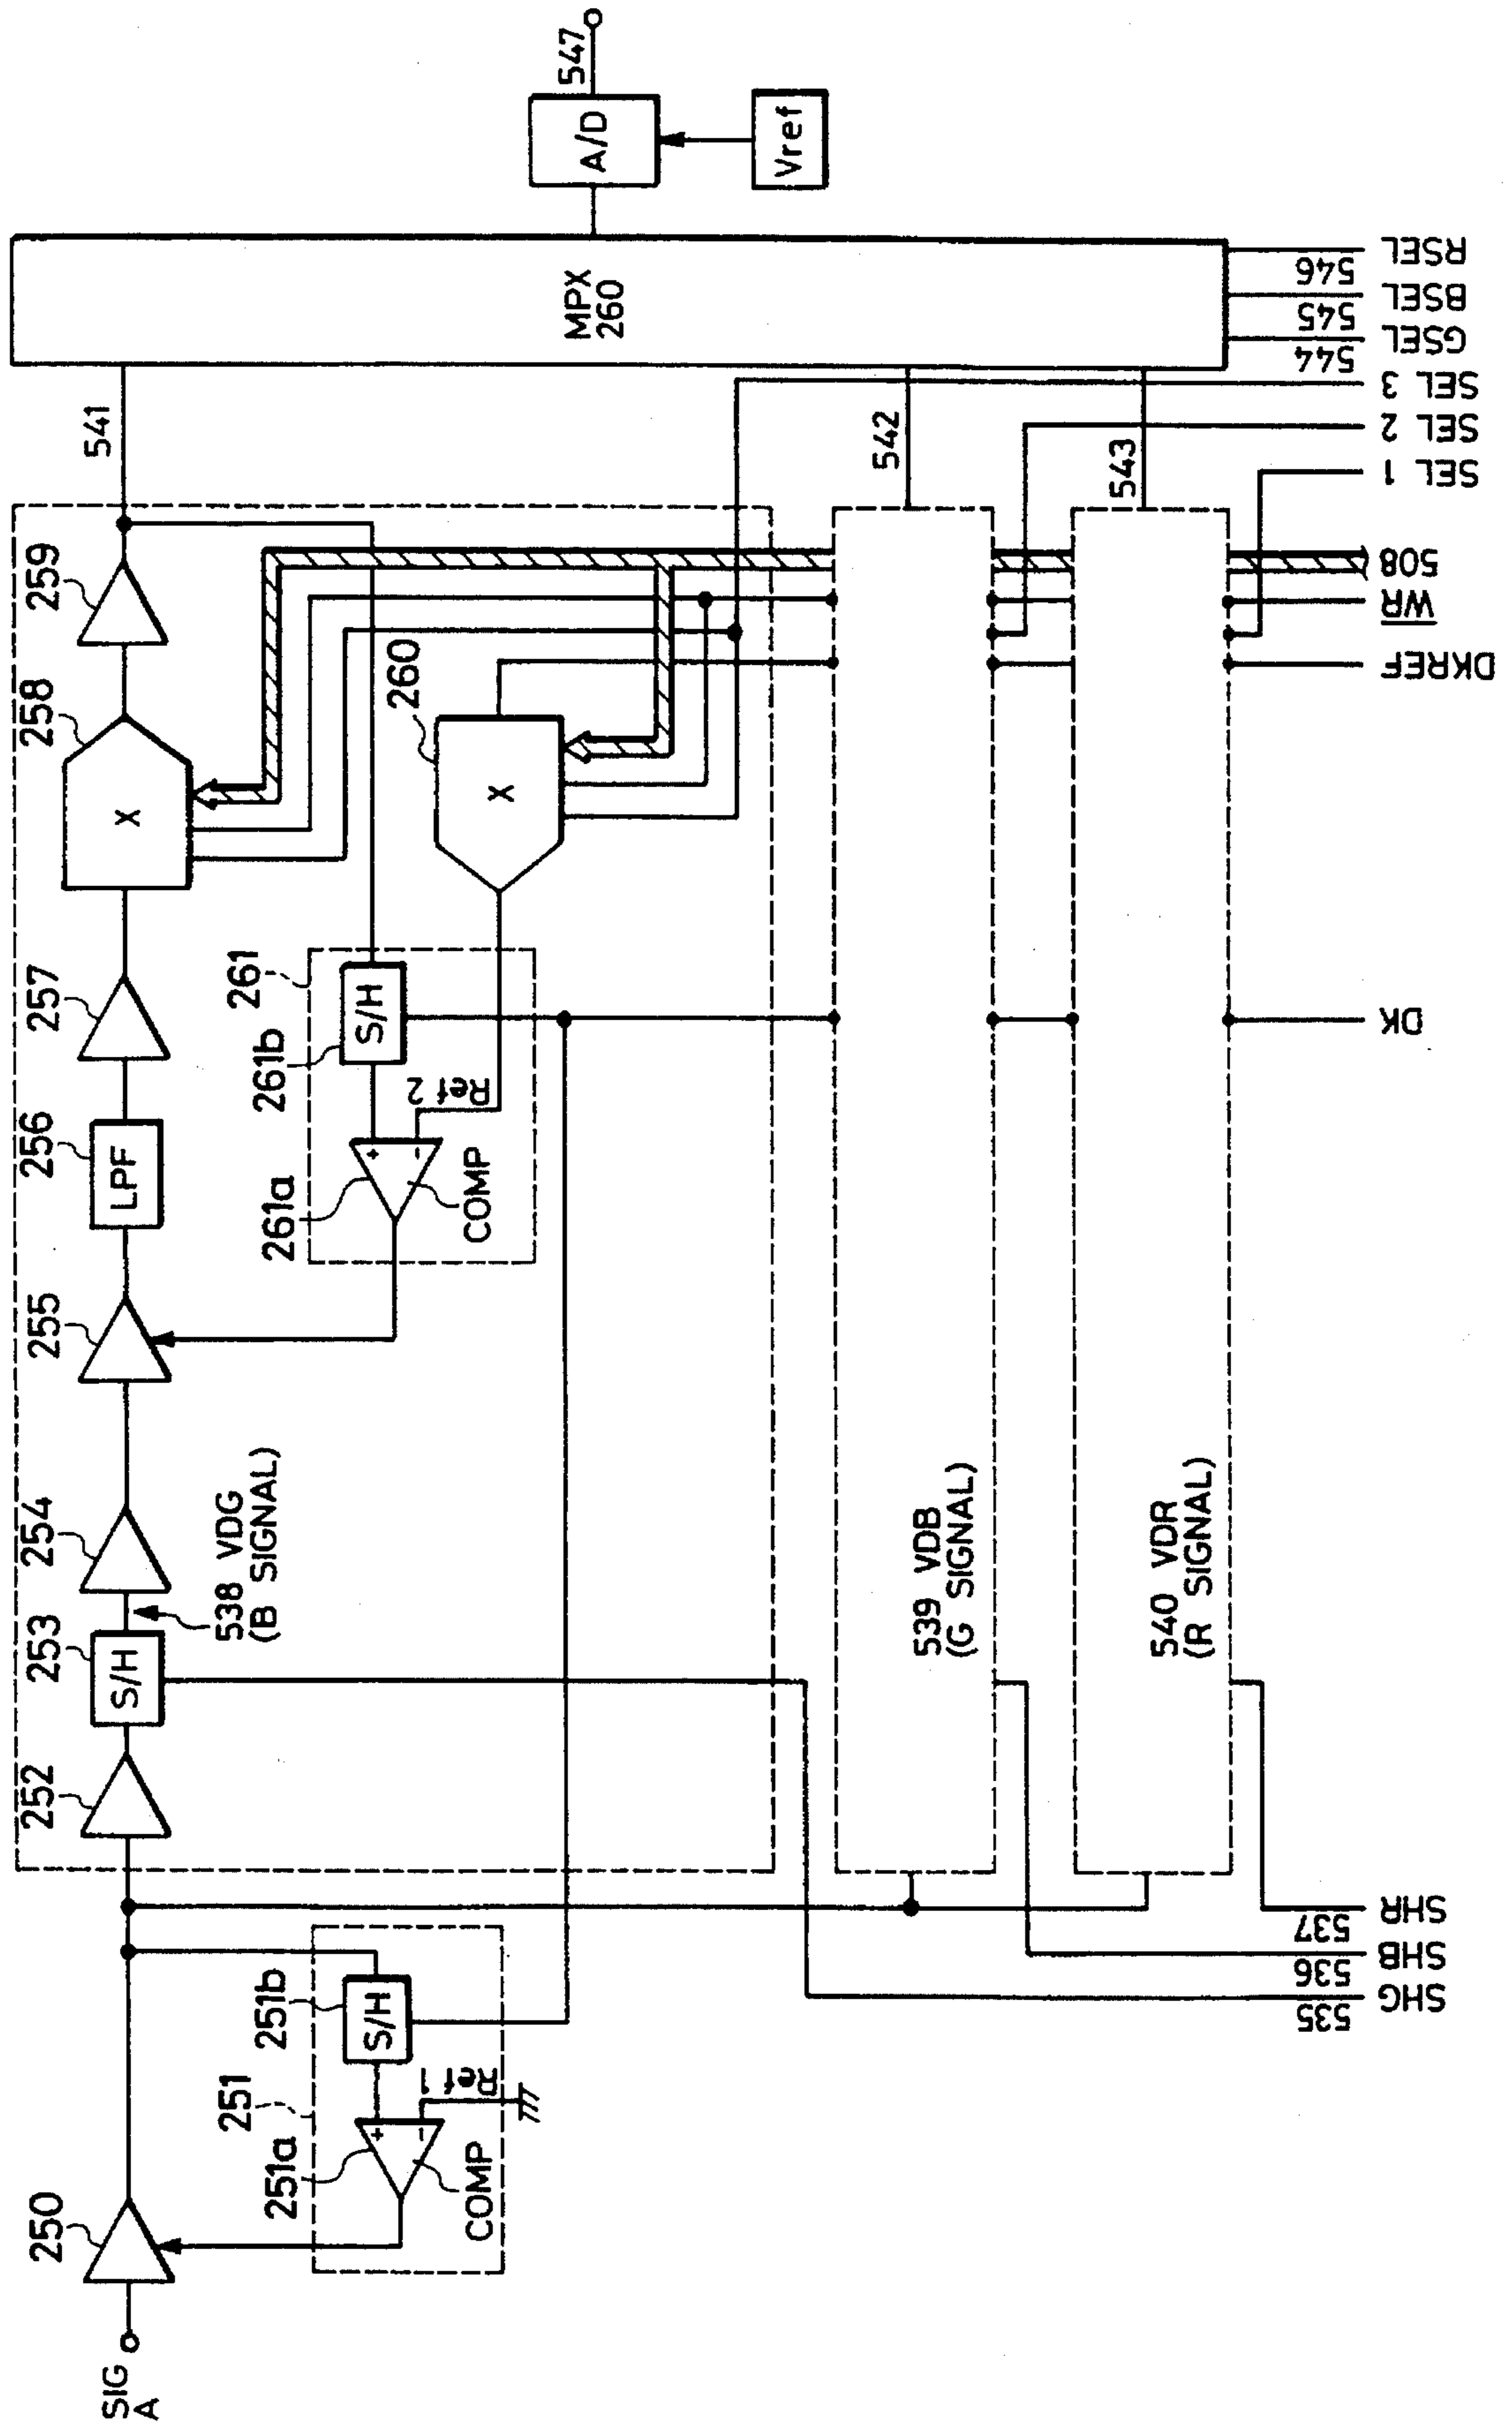 SIG
A
250
251
251a
251b
S/H
COMP
+
-
Ref 1
252
253
S/H
254
538 VDG
(B SIGNAL)
255
256
LPF
257
258
X
259
541
261
261a
261b
S/H
COMP
+
-
Ref 2
260
X
539 VDB
(G SIGNAL)
542
540 VDR
(R SIGNAL)
543
MPX
260
A/D
547
Vref
535
SHG
536
SHB
537
SHR
DK
DKREF
WR
508
SEL 1
SEL 2
SEL 3
544
GSEL
545
BSEL
546
RSEL